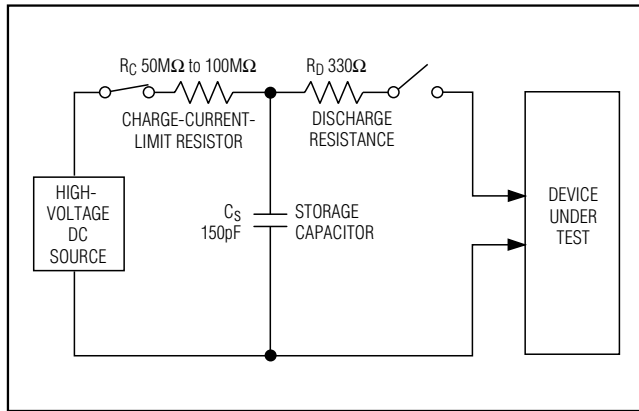 R_C 50MΩ to 100MΩ
CHARGE-CURRENT-
LIMIT RESISTOR
R_D 330Ω
DISCHARGE
RESISTANCE
HIGH-
VOLTAGE
DC
SOURCE
C_S
150pF
STORAGE
CAPACITOR
DEVICE
UNDER
TEST